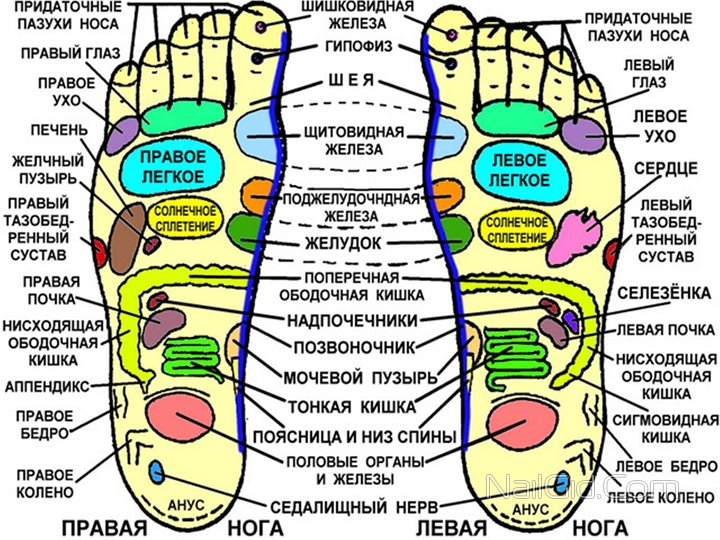 ПРИДАТОЧНЫЕ
ПАЗУХИ НОСА
ПРАВЫЙ ГЛАЗ
ПРАВОЕ
УХО
ПЕЧЕНЬ
ЖЕЛЧНЫЙ
ПУЗЫРЬ
ПРАВЫЙ
ТАЗОБЕД-
РЕННЫЙ
СУСТАВ
ПРАВАЯ
ПОЧКА
НИСХОДЯЩАЯ
ОБОДОЧНАЯ
КИШКА
АППЕНДИКС
ПРАВОЕ
БЕДРО
ПРАВОЕ
КОЛЕНО
ПРАВОЕ
ЛЕГКОЕ
СОЛНЕЧНОЕ
СПЛЕТЕНИЕ
АНУС
ПРАВАЯ НОГА
ШИШКОВИДНАЯ
ЖЕЛЕЗА
ГИПОФИЗ
ШЕЯ
ЩИТОВИДНАЯ
ЖЕЛЕЗА
ПОДЖЕЛУДОЧНДНАЯ
ЖЕЛЕЗА
ЖЕЛУДОК
ПОПЕРЕЧНАЯ
ОБОДОЧНАЯ КИШКА
НАДПОЧЕЧНИКИ
ПОЗВОНОЧНИК
МОЧЕВОЙ ПУЗЫРЬ
ТОНКАЯ КИШКА
ПОЯСНИЦА И НИЗ СПИНЫ
ПОЛОВЫЕ ОРГАНЫ
И ЖЕЛЕЗЫ
СЕДАЛИЩНЫЙ НЕРВ
ПРИДАТОЧНЫЕ
ПАЗУХИ НОСА
ЛЕВЫЙ
ГЛАЗ
ЛЕВОЕ
УХО
СЕРДЦЕ
ЛЕВЫЙ
ТАЗОБЕД-
РЕННЫЙ
СУСТАВ
СЕЛЕЗЁНКА
ЛЕВАЯ ПОЧКА
НИСХОДЯЩАЯ
ОБОДОЧНАЯ
КИШКА
СИГМОВИДНАЯ
КИШКА
ЛЕВОЕ БЕДРО
ЛЕВОЕ КОЛЕНО
ЛЕВОЕ
ЛЕГКОЕ
СОЛНЕЧНОЕ
СПЛЕТЕНИЕ
NailGid.Com
АНУС
ЛЕВАЯ НОГА